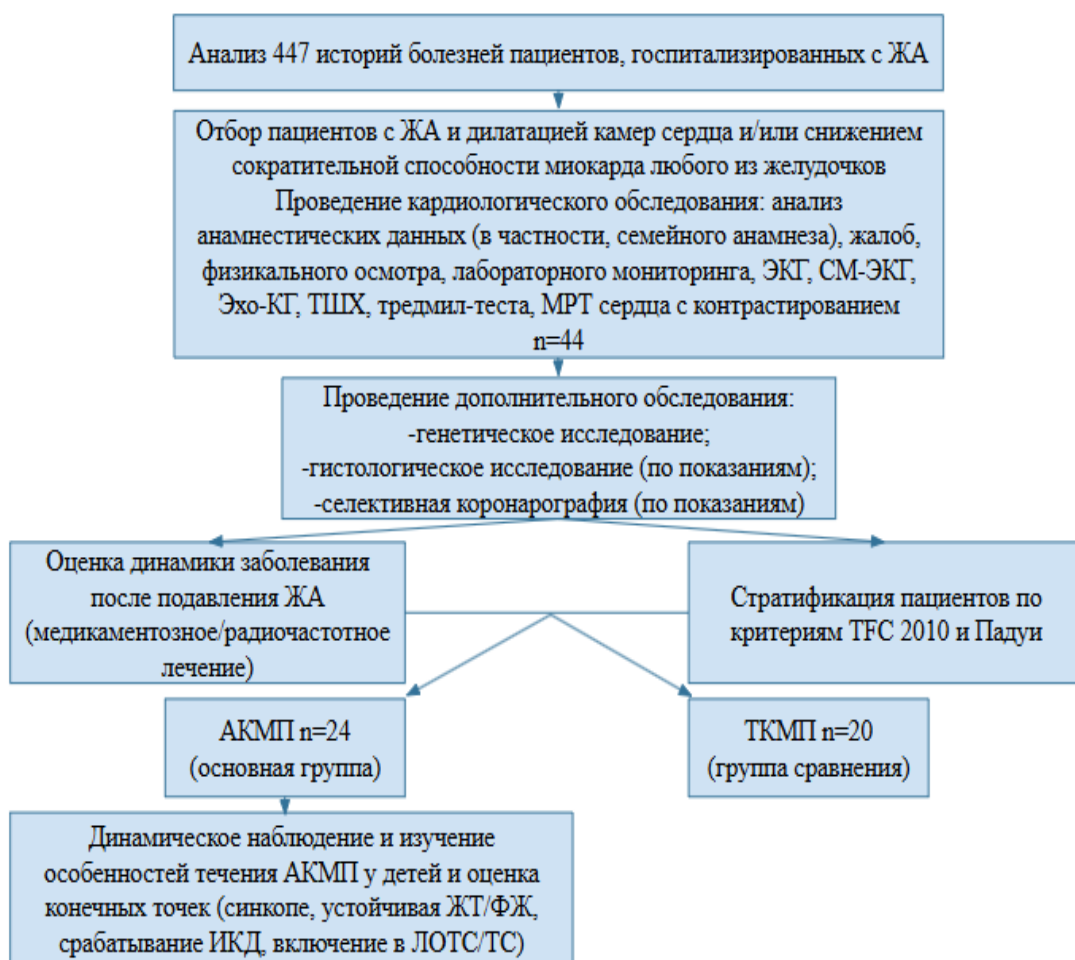 Анализ 447 историй болезней пациентов, госпитализированных с ЖА
Отбор пациентов с ЖА и дилатацией камер сердца и/или снижением
сократительной способности миокарда любого из желудочков
Проведение кардиологического обследования: анализ
анамнестических данных (в частности, семейного анамнеза), жалоб,
физикального осмотра, лабораторного мониторинга, ЭКГ, СМ-ЭКГ,
Эхо-КГ, ТШХ, тредмил-теста, МРТ сердца с контрастированием
n=44
Проведение дополнительного обследования:
-генетическое исследование;
-гистологическое исследование (по показаниям);
-селективная коронарография (по показаниям)
Оценка динамики заболевания
после подавления ЖА
(медикаментозное/радиочастотное
лечение)
Стратификация пациентов по
критериям TFC 2010 и Падуи
АКМП n=24
(основная группа)
ТКМП n=20
(группа сравнения)
Динамическое наблюдение и изучение
особенностей течения АКМП у детей и оценка
конечных точек (синкопе, устойчивая ЖТ/ФЖ,
срабатывание ИКД, включение в ЛОТС/ТС)